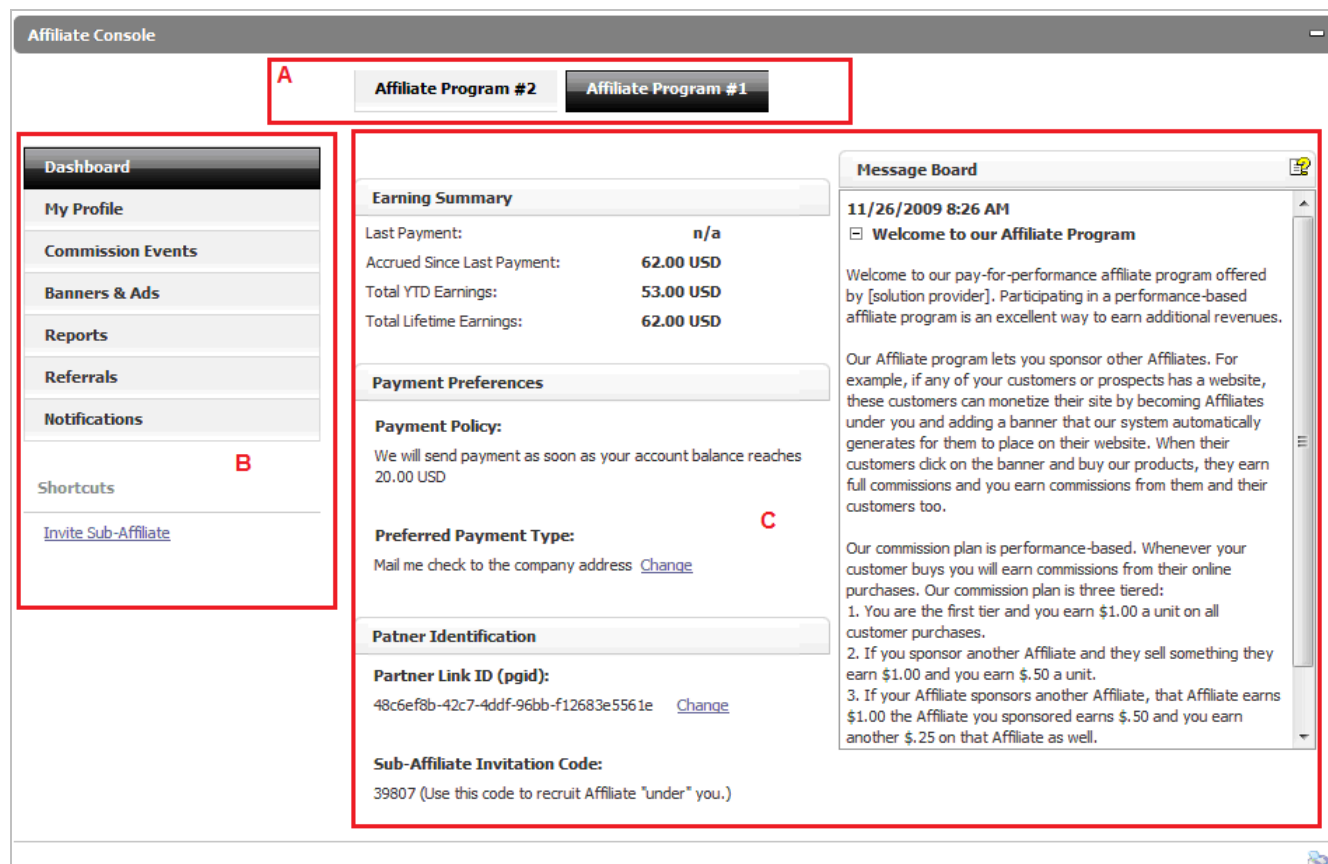 Affiliate Console
A
Affiliate Program #2
Affiliate Program #1
Dashboard
My Profile
Commission Events
Banners & Ads
Reports
Referrals
Notifications
B
Shortcuts
Invite Sub-Affiliate
Earning Summary
Last Payment: n/a
Accrued Since Last Payment: 62.00 USD
Total YTD Earnings: 53.00 USD
Total Lifetime Earnings: 62.00 USD
Payment Preferences
Payment Policy:
We will send payment as soon as your account balance reaches
20.00 USD
C
Preferred Payment Type:
Mail me check to the company address Change
Patner Identification
Partner Link ID (pgid):
48c6ef8b-42c7-4ddf-96bb-f12683e5561e Change
Sub-Affiliate Invitation Code:
39807 (Use this code to recruit Affiliate "under" you.)
Message Board
11/26/2009 8:26 AM
Welcome to our Affiliate Program
Welcome to our pay-for-performance affiliate program offered
by [solution provider]. Participating in a performance-based
affiliate program is an excellent way to earn additional revenues.
Our Affiliate program lets you sponsor other Affiliates. For
example, if any of your customers or prospects has a website,
these customers can monetize their site by becoming Affiliates
under you and adding a banner that our system automatically
generates for them to place on their website. When their
customers click on the banner and buy our products, they earn
full commissions and you earn commissions from them and their
customers too.
Our commission plan is performance-based. Whenever your
customer buys you will earn commissions from their online
purchases. Our commission plan is three tiered:
1. You are the first tier and you earn $1.00 a unit on all
customer purchases.
2. If you sponsor another Affiliate and they sell something they
earn $1.00 and you earn $.50 a unit.
3. If your Affiliate sponsors another Affiliate, that Affiliate earns
$1.00 the Affiliate you sponsored earns $.50 and you earn
another $.25 on that Affiliate as well.